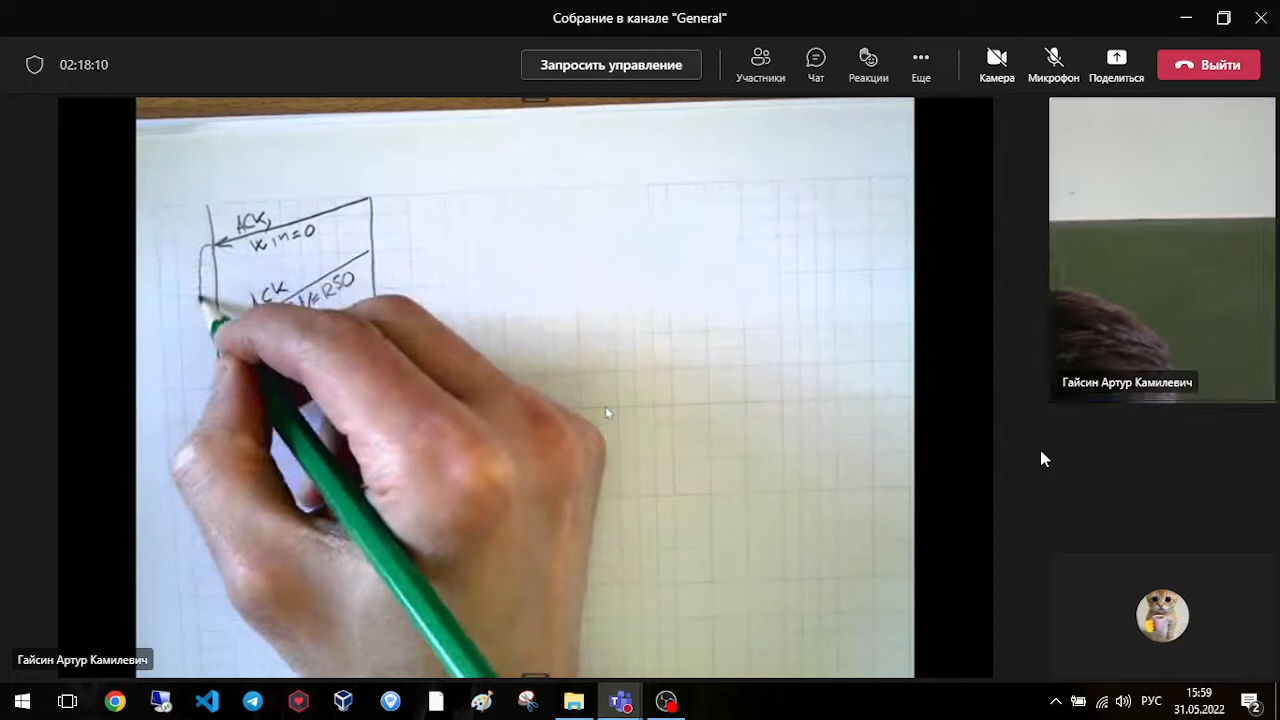 Собрание в канале "General"
02:18:10
Запросить управление
Участники
Чат
Реакции
Еще
Камера
Микрофон
Поделиться
Выйти
ACK,
win=0
ACK
Гайсин Артур Камилевич
Гайсин Артур Камилевич
РУС
15:59
31.05.2022
2